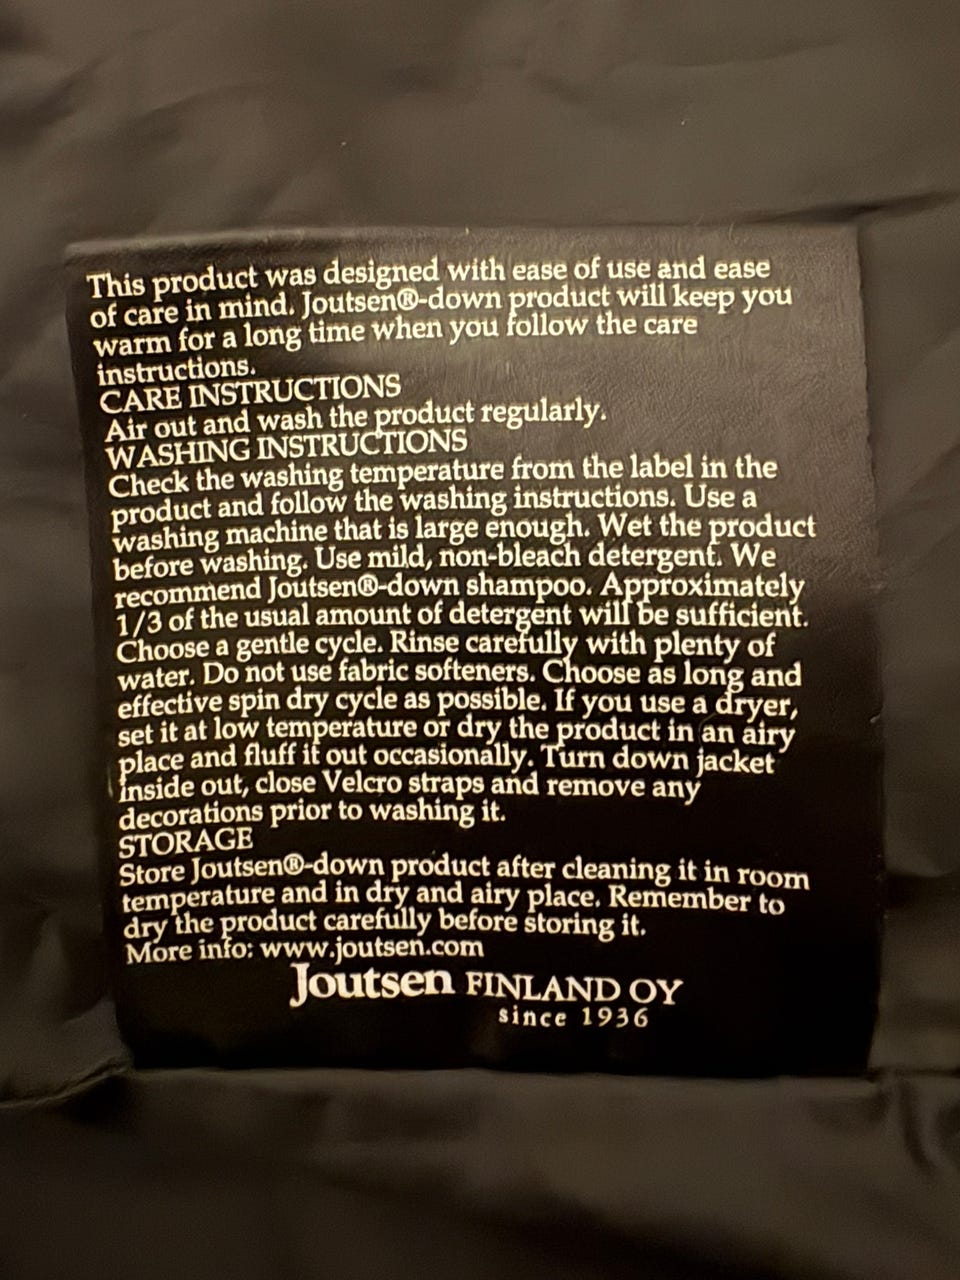 This product was designed with ease of use and ease
of care in mind. Joutsen®-down product will keep you
warm for a long time when you follow the care
instructions.
CARE INSTRUCTIONS
Air out and wash the product regularly.
WASHING INSTRUCTIONS
Check the washing temperature from the label in the
product and follow the washing instructions. Use a
washing machine that is large enough. Wet the product
before washing. Use mild, non-bleach detergent. We
recommend Joutsen®-down shampoo. Approximately
1/3 of the usual amount of detergent will be sufficient.
Choose a gentle cycle. Rinse carefully with plenty of
water. Do not use fabric softeners. Choose as long and
effective spin dry cycle as possible. If you use a dryer,
set it at low temperature or dry the product in an airy
place and fluff it out occasionally. Turn down jacket
inside out, close Velcro straps and remove any
decorations prior to washing it.
STORAGE
Store Joutsen®-down product after cleaning it in room
temperature and in dry and airy place. Remember to
dry the product carefully before storing it.
More info: www.joutsen.com
Joutsen FINLAND OY
since 1936